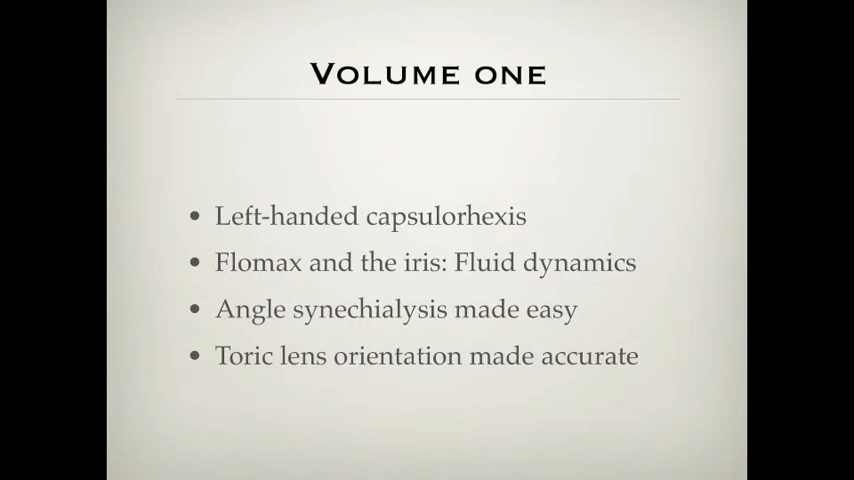 Volume one
• Left-handed capsulorhexis
• Flomax and the iris: Fluid dynamics
• Angle synechialysis made easy
• Toric lens orientation made accurate